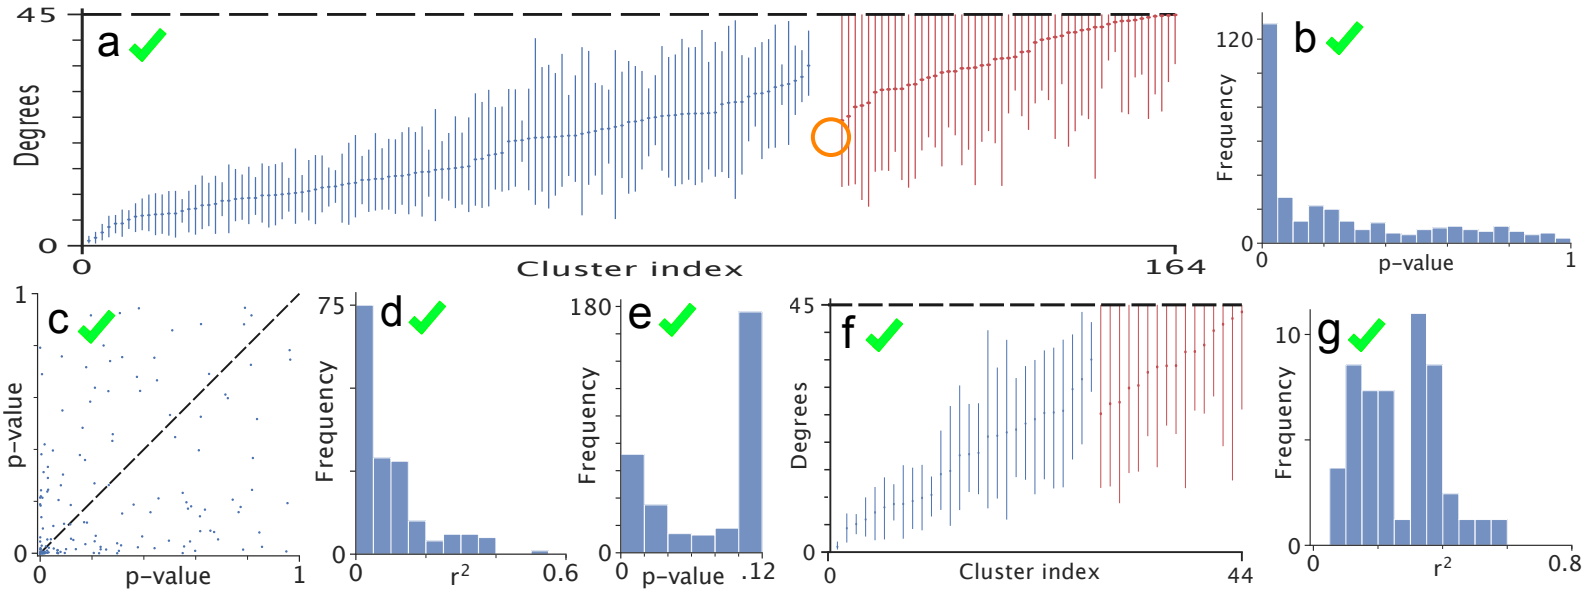 a
45
Degrees
0
0
Cluster index
164
b
120
Frequency
0
0
p-value
1
c
1
p-value
0
0
p-value
1
d
75
Frequency
0
0
r²
0.6
e
180
Frequency
0
0
p-value
.12
f
45
Degrees
0
0
Cluster index
44
g
10
Frequency
0
0
r²
0.8